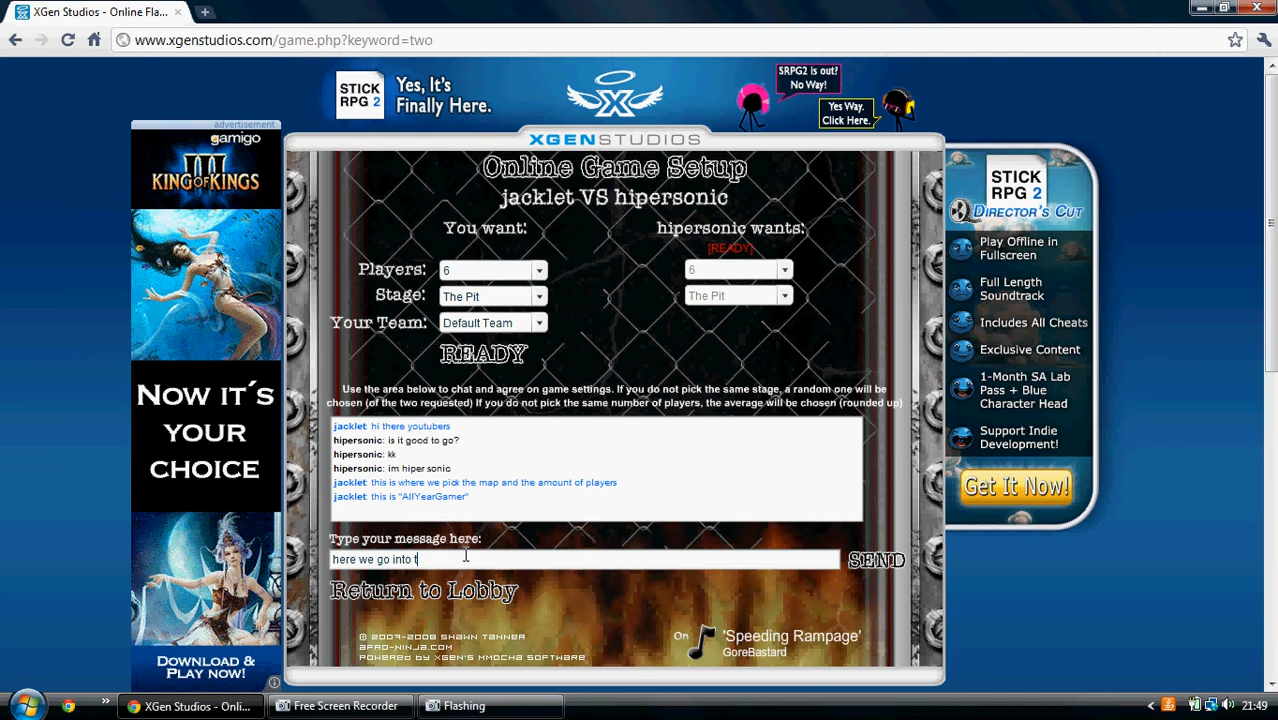 XGen Studios - Online Fla...
www.xgenstudios.com/game.php?keyword=two
STICK
RPG 2
Yes, It's
Finally Here.
SRPG2 is out?
No Way!
Yes Way.
Click Here.
XGENSTUDIOS
advertisement
gamigo
KING OF KINGS
III
NOW IT'S
YOUR
CHOICE
DOWNLOAD &
PLAY NOW!
Online Game Setup
jacklet VS hipersonic
You want:
hipersonic wants:
[READY]
Players:
6
6
Stage:
The Pit
The Pit
Your Team:
Default Team
READY
Use the area below to chat and agree on game settings. If you do not pick the same stage, a random one will be
chosen (of the two requested) If you do not pick the same number of players, the average will be chosen (rounded up)
jacklet: hi there youtubers
hipersonic: is it good to go?
hipersonic: kk
hipersonic: im hiper sonic
jacklet: this is where we pick the map and the amount of players
jacklet: this is "AllYearGamer"
Type your message here:
here we go into t
SEND
Return to Lobby
© 2007-2008 SHAWN TANNER
AFRO-NINJA.COM
POWERED BY XGEN'S MMOCHA SOFTWARE
On
'Speeding Rampage'
GoreBastard
STICK
RPG 2
DIRECTOR'S CUT
Play Offline in
Fullscreen
Full Length
Soundtrack
Includes All Cheats
Exclusive Content
1-Month SA Lab
Pass + Blue
Character Head
Support Indie
Development!
Get It Now!
XGen Studios - Onli...
Free Screen Recorder
Flashing
21:49